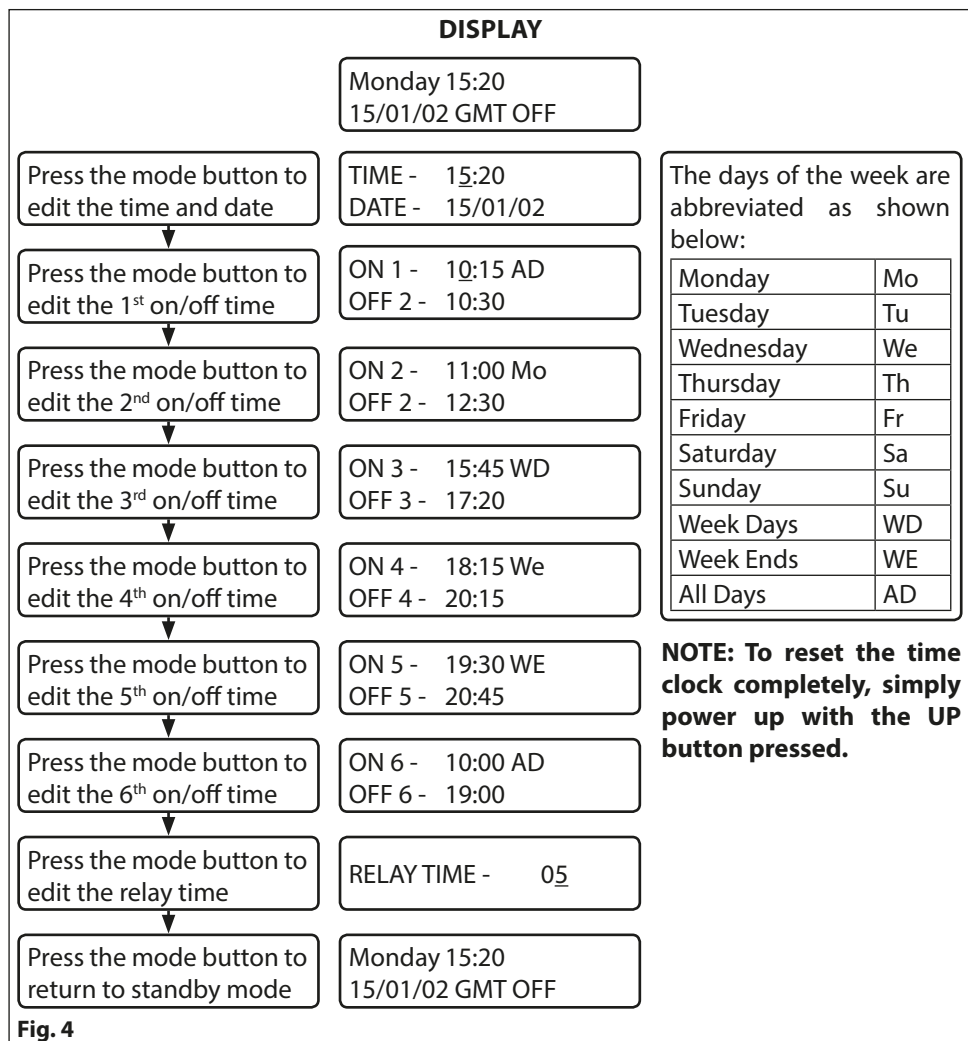 DISPLAY
Monday 15:20
15/01/02 GMT OFF
Press the mode button to
edit the time and date
TIME - 15:20
DATE - 15/01/02
Press the mode button to
edit the 1st on/off time
ON 1 - 10:15 AD
OFF 2 - 10:30
Press the mode button to
edit the 2nd on/off time
ON 2 - 11:00 Mo
OFF 2 - 12:30
Press the mode button to
edit the 3rd on/off time
ON 3 - 15:45 WD
OFF 3 - 17:20
Press the mode button to
edit the 4th on/off time
ON 4 - 18:15 We
OFF 4 - 20:15
Press the mode button to
edit the 5th on/off time
ON 5 - 19:30 WE
OFF 5 - 20:45
Press the mode button to
edit the 6th on/off time
ON 6 - 10:00 AD
OFF 6 - 19:00
Press the mode button to
edit the relay time
RELAY TIME - 05
Press the mode button to
return to standby mode
Monday 15:20
15/01/02 GMT OFF
The days of the week are
abbreviated as shown
below:
Monday Mo
Tuesday Tu
Wednesday We
Thursday Th
Friday Fr
Saturday Sa
Sunday Su
Week Days WD
Week Ends WE
All Days AD
NOTE: To reset the time
clock completely, simply
power up with the UP
button pressed.
Fig. 4